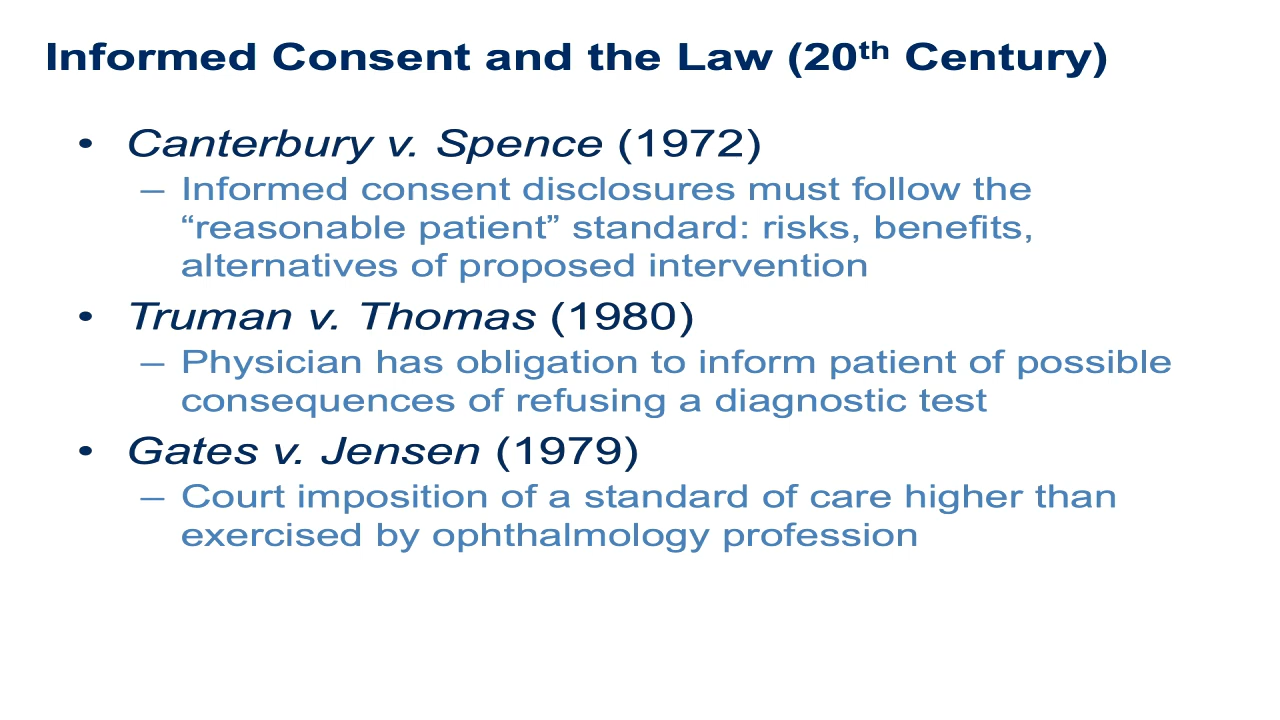 Informed Consent and the Law (20th Century)
• Canterbury v. Spence (1972)
– Informed consent disclosures must follow the
“reasonable patient” standard: risks, benefits,
alternatives of proposed intervention
• Truman v. Thomas (1980)
– Physician has obligation to inform patient of possible
consequences of refusing a diagnostic test
• Gates v. Jensen (1979)
– Court imposition of a standard of care higher than
exercised by ophthalmology profession